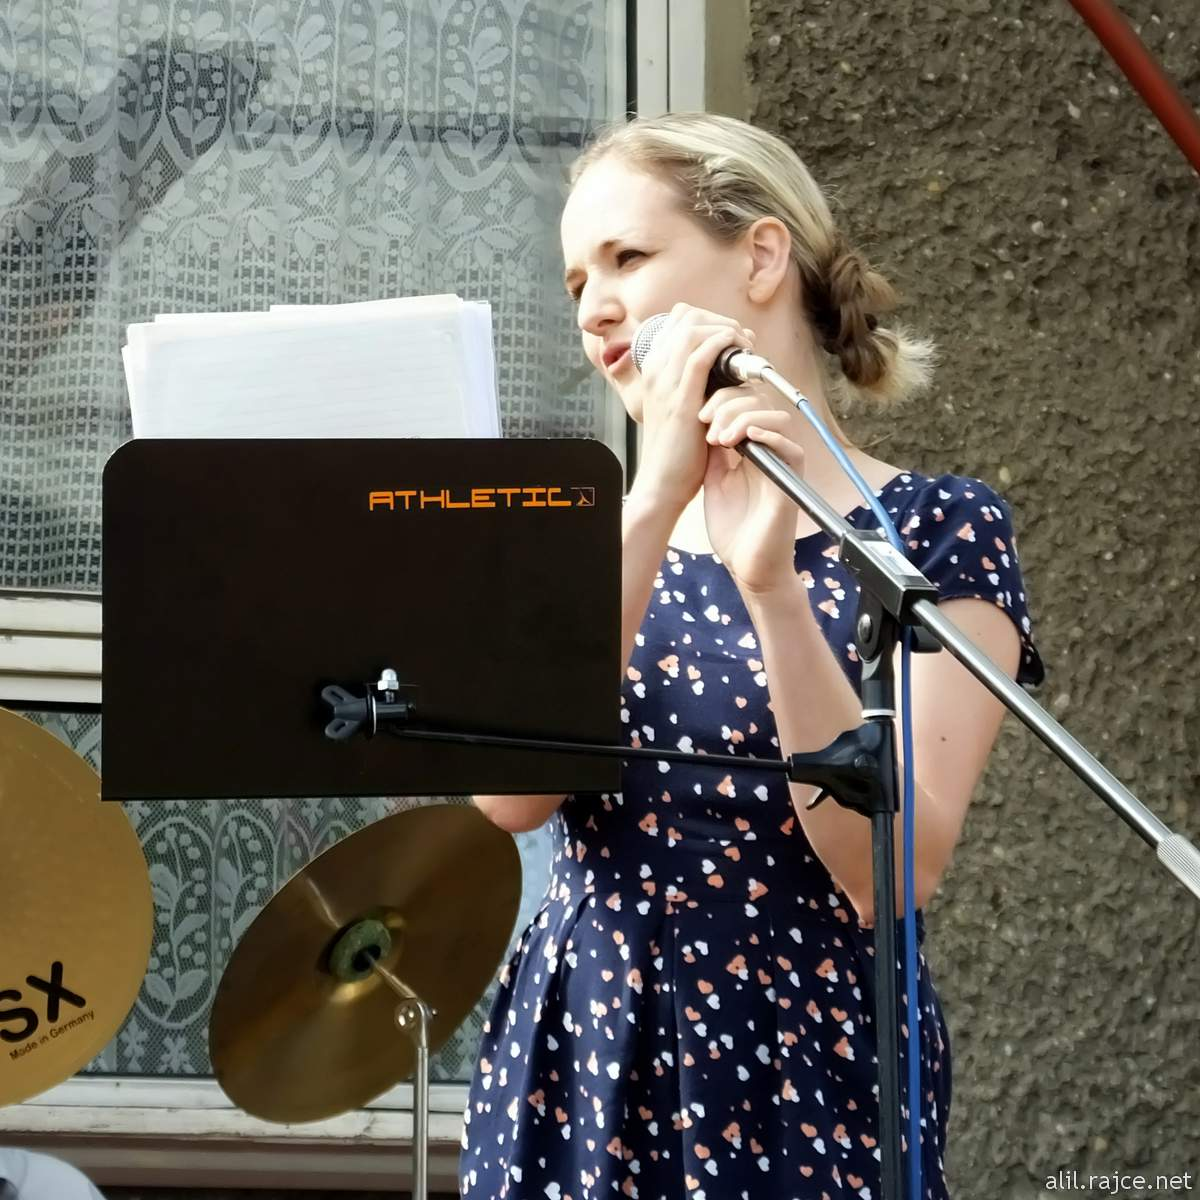 ATHLETIC
sx
Made in Germany
alil.rajce.net